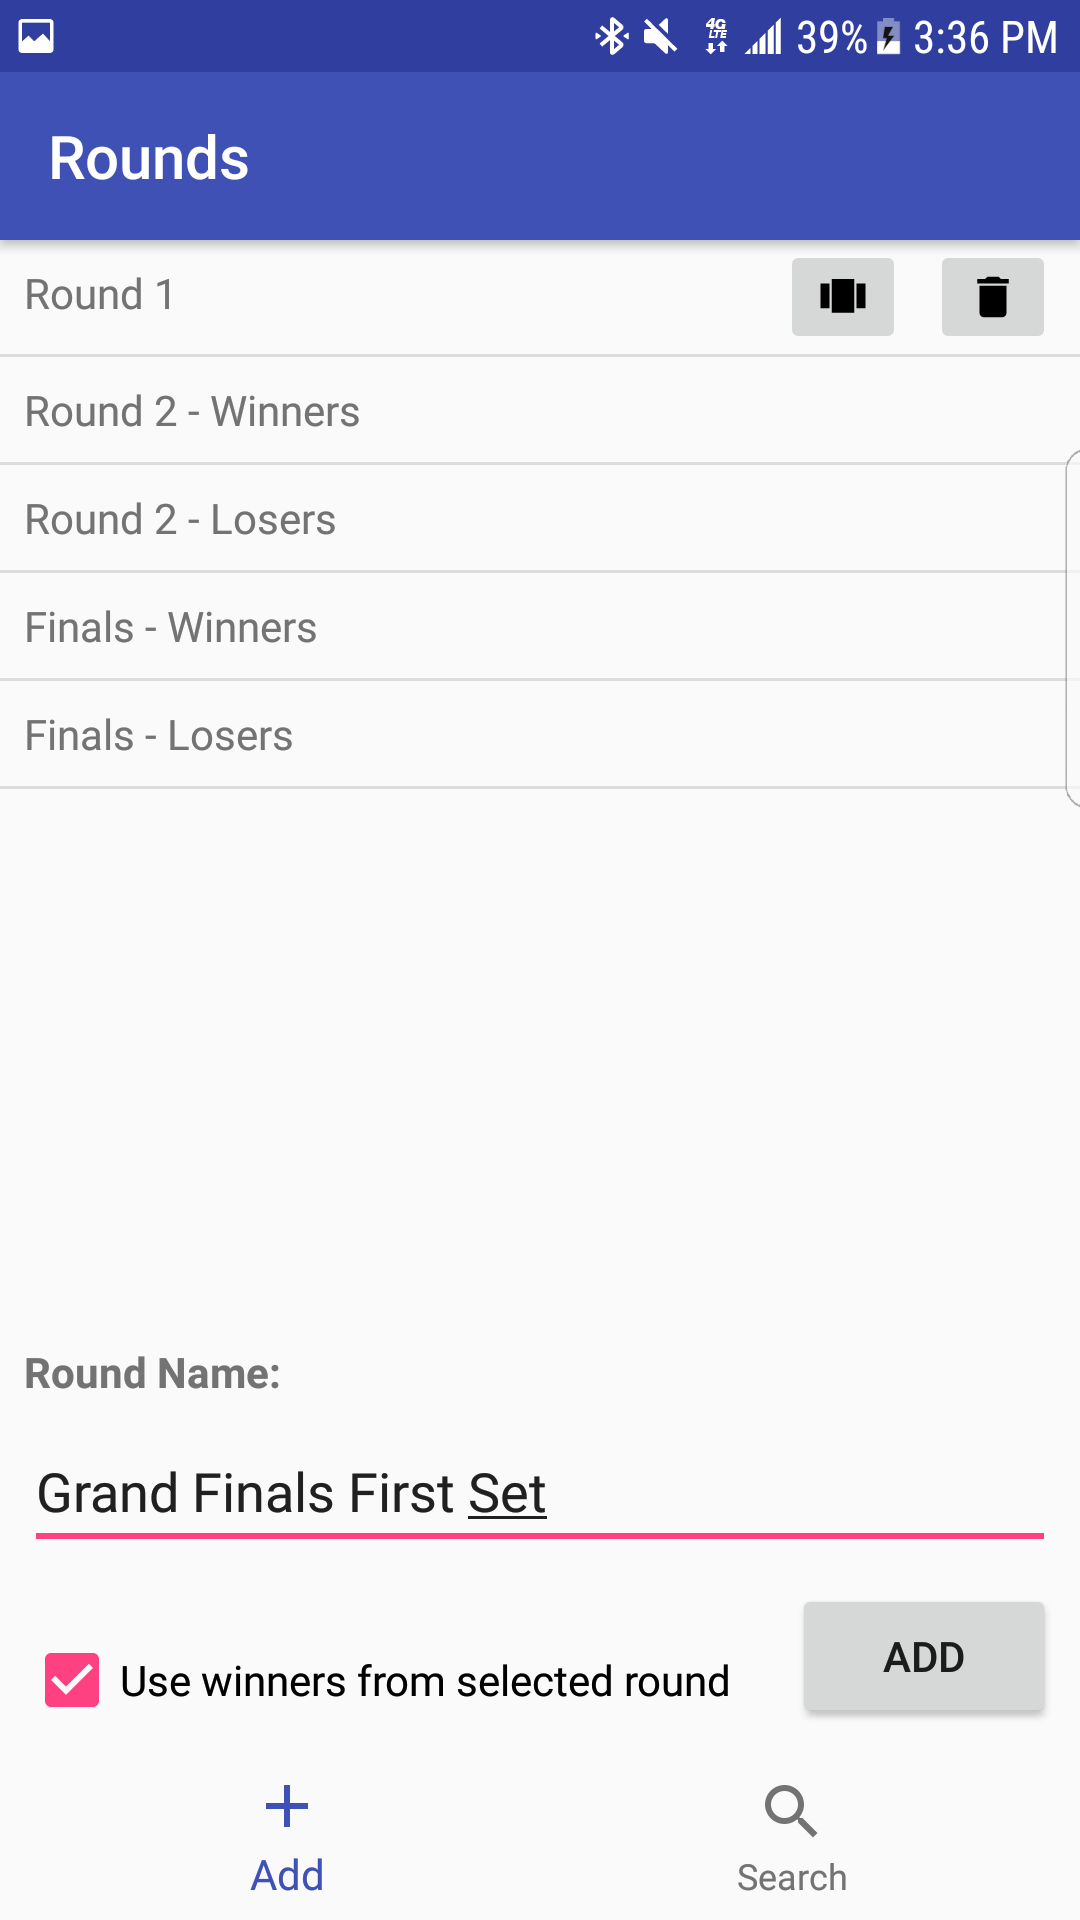 4G LTE 39% 3:36 PM
Rounds
Round 1
Round 2 - Winners
Round 2 - Losers
Finals - Winners
Finals - Losers
Round Name:
Grand Finals First Set
Use winners from selected round
ADD
Add
Search